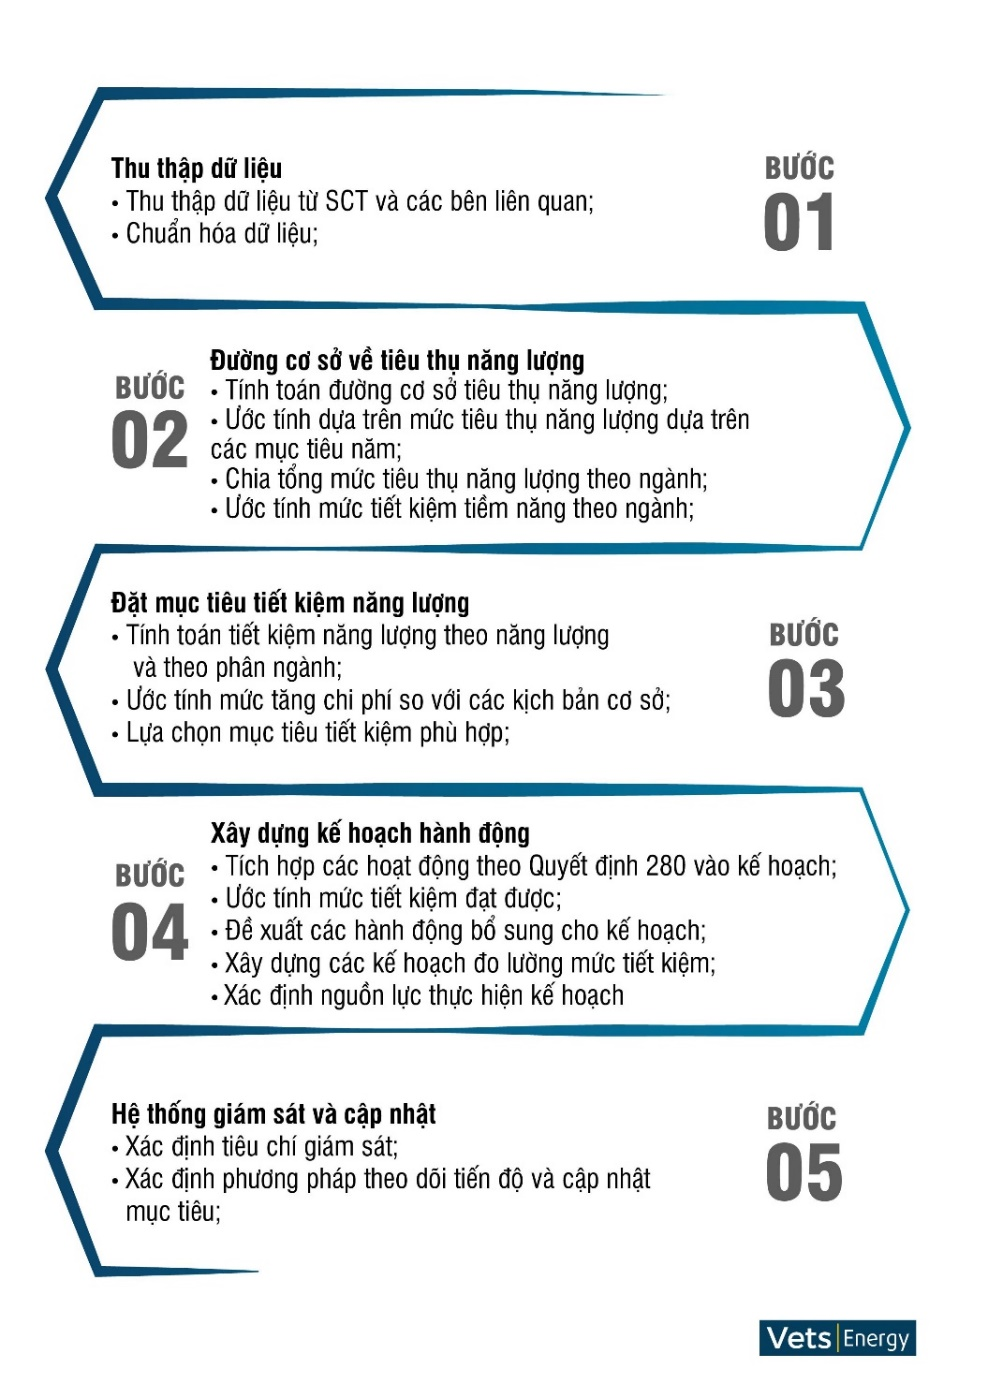 Thu thập dữ liệu
• Thu thập dữ liệu từ SCT và các bên liên quan;
• Chuẩn hóa dữ liệu;
BƯỚC
01
BƯỚC
02
Đường cơ sở về tiêu thụ năng lượng
• Tính toán đường cơ sở tiêu thụ năng lượng;
• Ước tính dựa trên mức tiêu thụ năng lượng dựa trên
các mục tiêu năm;
• Chia tổng mức tiêu thụ năng lượng theo ngành;
• Ước tính mức tiết kiệm tiềm năng theo ngành;
Đặt mục tiêu tiết kiệm năng lượng
• Tính toán tiết kiệm năng lượng theo năng lượng
và theo phân ngành;
• Ước tính mức tăng chi phí so với các kịch bản cơ sở;
• Lựa chọn mục tiêu tiết kiệm phù hợp;
BƯỚC
03
BƯỚC
04
Xây dựng kế hoạch hành động
• Tích hợp các hoạt động theo Quyết định 280 vào kế hoạch;
• Ước tính mức tiết kiệm đạt được;
• Đề xuất các hành động bổ sung cho kế hoạch;
• Xây dựng các kế hoạch đo lường mức tiết kiệm;
• Xác định nguồn lực thực hiện kế hoạch
Hệ thống giám sát và cập nhật
• Xác định tiêu chí giám sát;
• Xác định phương pháp theo dõi tiến độ và cập nhật
mục tiêu;
BƯỚC
05
Vets Energy